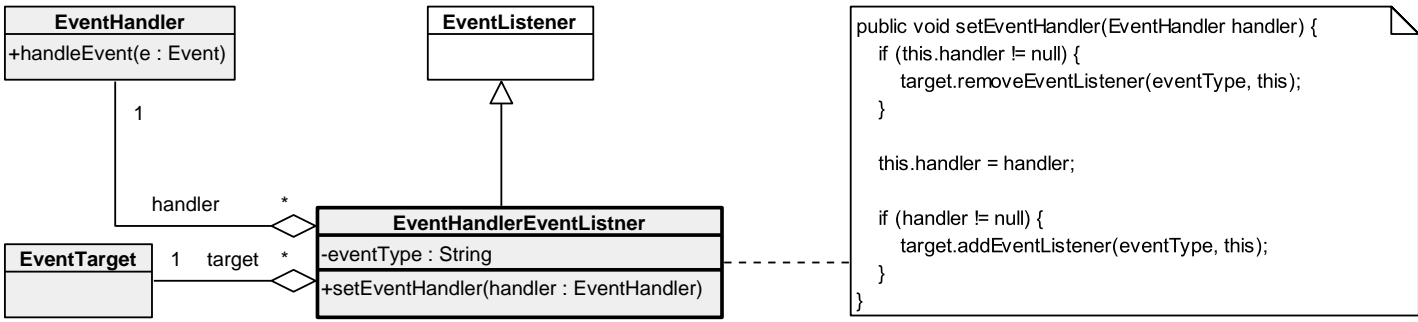 EventHandler
+handleEvent(e : Event)
EventListener
1
handler *
EventHandlerEventListner
-eventType : String
+setEventHandler(handler : EventHandler)
EventTarget
1 target *
public void setEventHandler(EventHandler handler) {
if (this.handler != null) {
target.removeEventListener(eventType, this);
}
this.handler = handler;
if (handler != null) {
target.addEventListener(eventType, this);
}
}